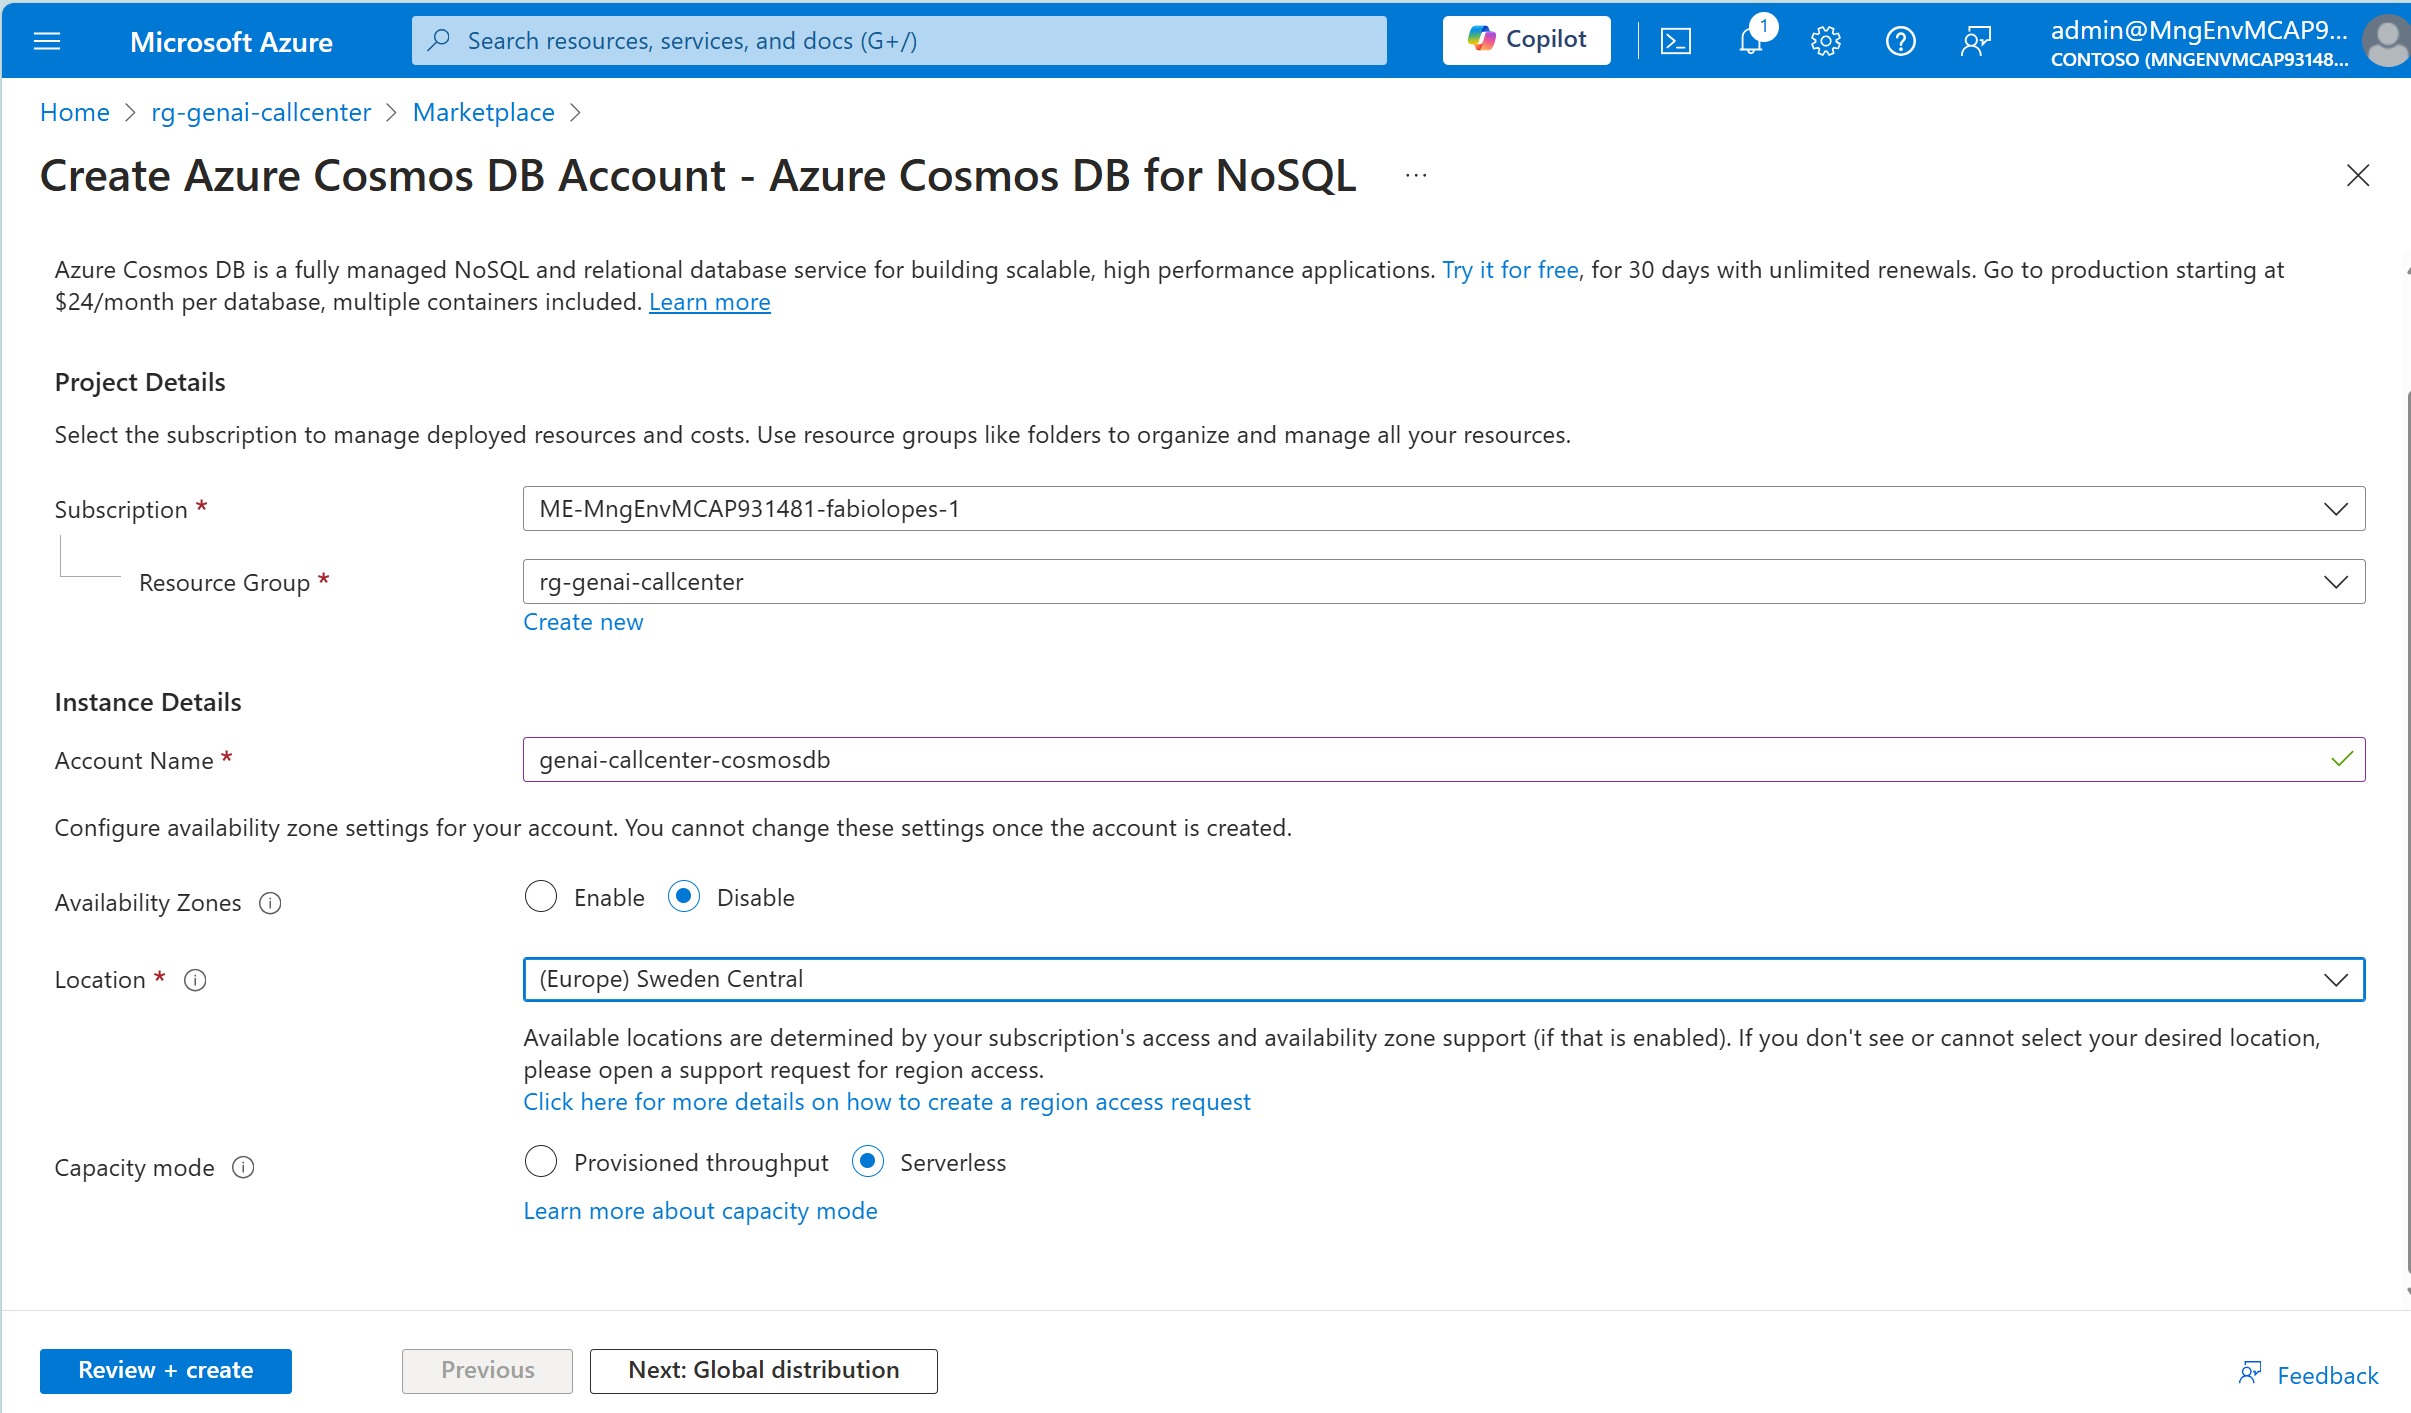 Microsoft Azure
Search resources, services, and docs (G+/)
Copilot
1
admin@MngEnvMCAP9...
CONTOSO (MNGENVMCAP93148...
Home > rg-genai-callcenter > Marketplace >
Create Azure Cosmos DB Account - Azure Cosmos DB for NoSQL ...
Azure Cosmos DB is a fully managed NoSQL and relational database service for building scalable, high performance applications. Try it for free, for 30 days with unlimited renewals. Go to production starting at
$24/month per database, multiple containers included. Learn more
Project Details
Select the subscription to manage deployed resources and costs. Use resource groups like folders to organize and manage all your resources.
Subscription *
ME-MngEnvMCAP931481-fabiolopes-1
Resource Group *
rg-genai-callcenter
Create new
Instance Details
Account Name *
genai-callcenter-cosmosdb
Configure availability zone settings for your account. You cannot change these settings once the account is created.
Availability Zones
Enable
Disable
Location *
(Europe) Sweden Central
Available locations are determined by your subscription's access and availability zone support (if that is enabled). If you don't see or cannot select your desired location,
please open a support request for region access.
Click here for more details on how to create a region access request
Capacity mode
Provisioned throughput
Serverless
Learn more about capacity mode
Review + create
Previous
Next: Global distribution
Feedback